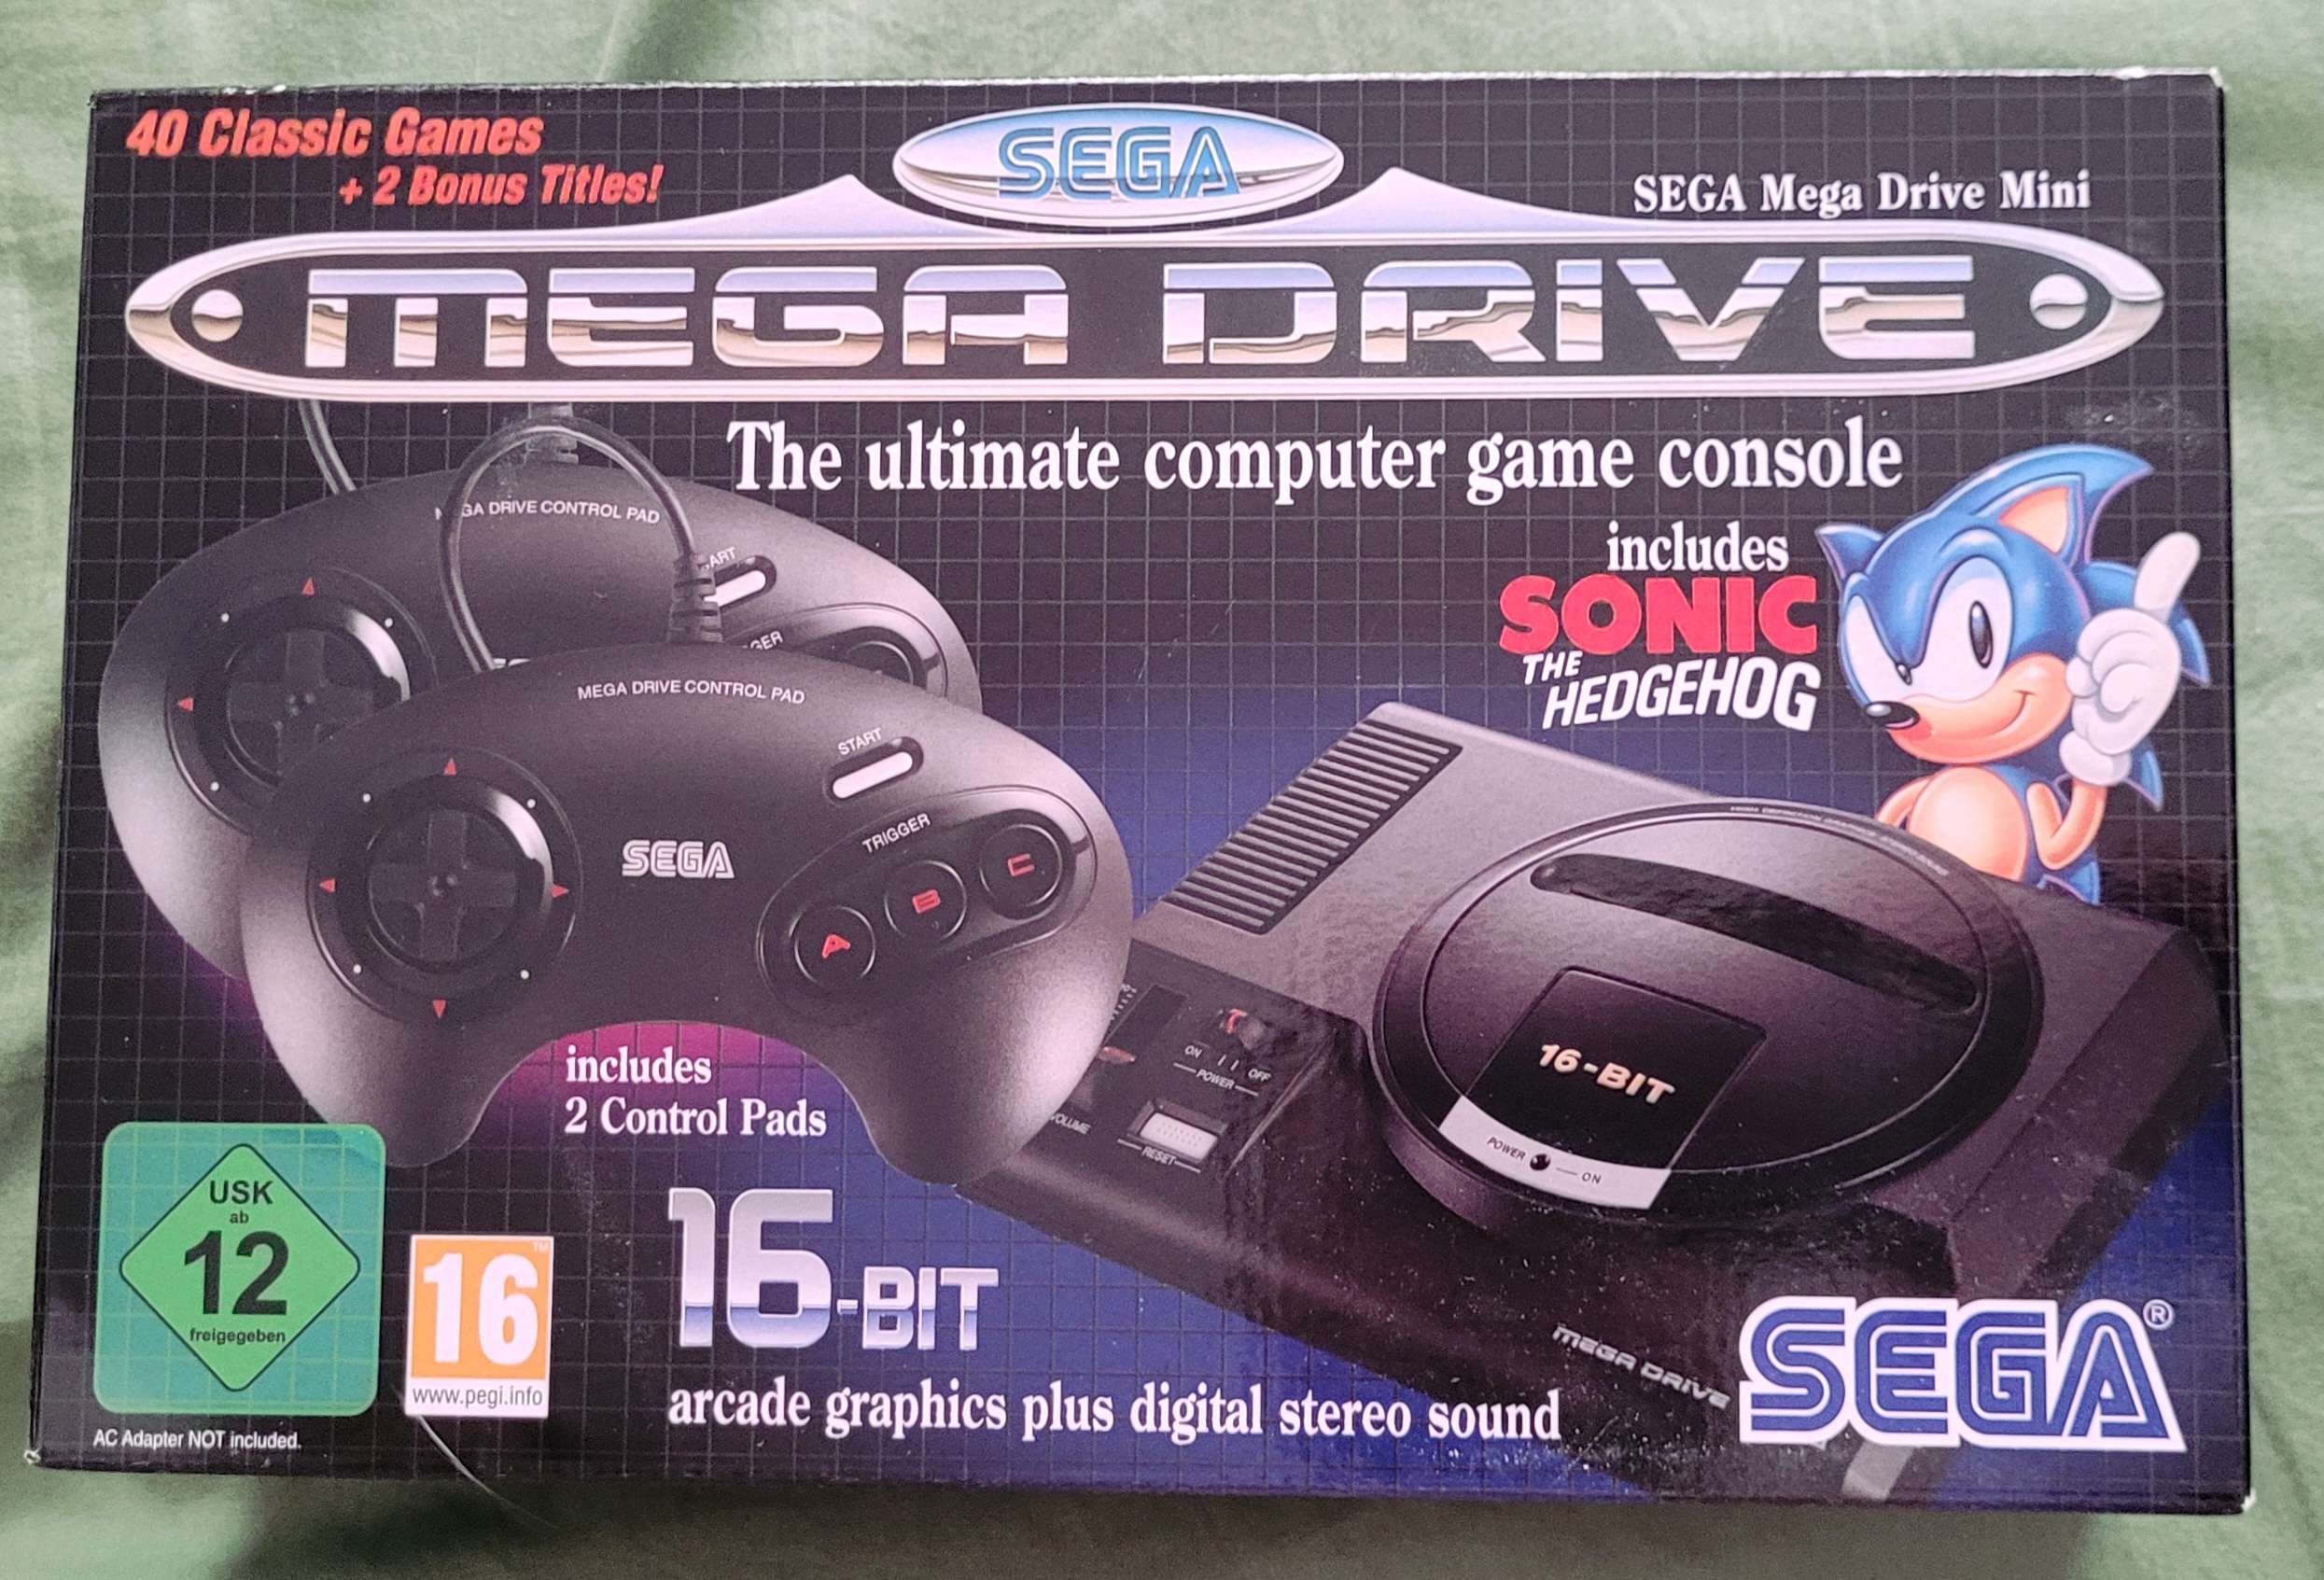 40 Classic Games
+ 2 Bonus Titles!
SEGA
SEGA Mega Drive Mini
MEGA DRIVE
The ultimate computer game console
includes
SONIC
THE
HEDGEHOG
DRIVE CONTROL PAD
MEGA DRIVE CONTROL PAD
START
TRIGGER
SEGA
A
B
C
ON
OFF
POWER
VOLUME
RESET
16-BIT
POWER
ON
includes
2 Control Pads
USK
ab
12
freigegeben
16
www.pegi.info
AC Adapter NOT included.
16-BIT
arcade graphics plus digital stereo sound
MEGA DRIVE
SEGA®